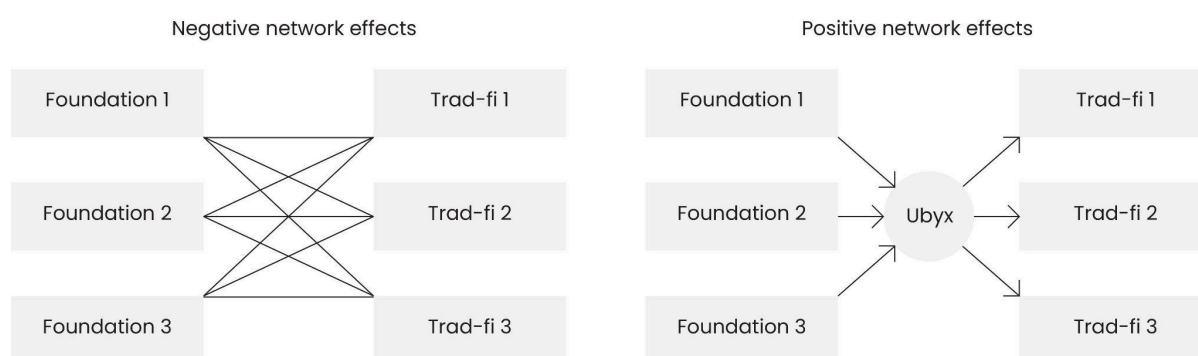 Negative network effects
Foundation 1
Trad-fi 1
Foundation 2
Trad-fi 2
Foundation 3
Trad-fi 3
Positive network effects
Foundation 1
Trad-fi 1
Foundation 2
Ubyx
Trad-fi 2
Foundation 3
Trad-fi 3